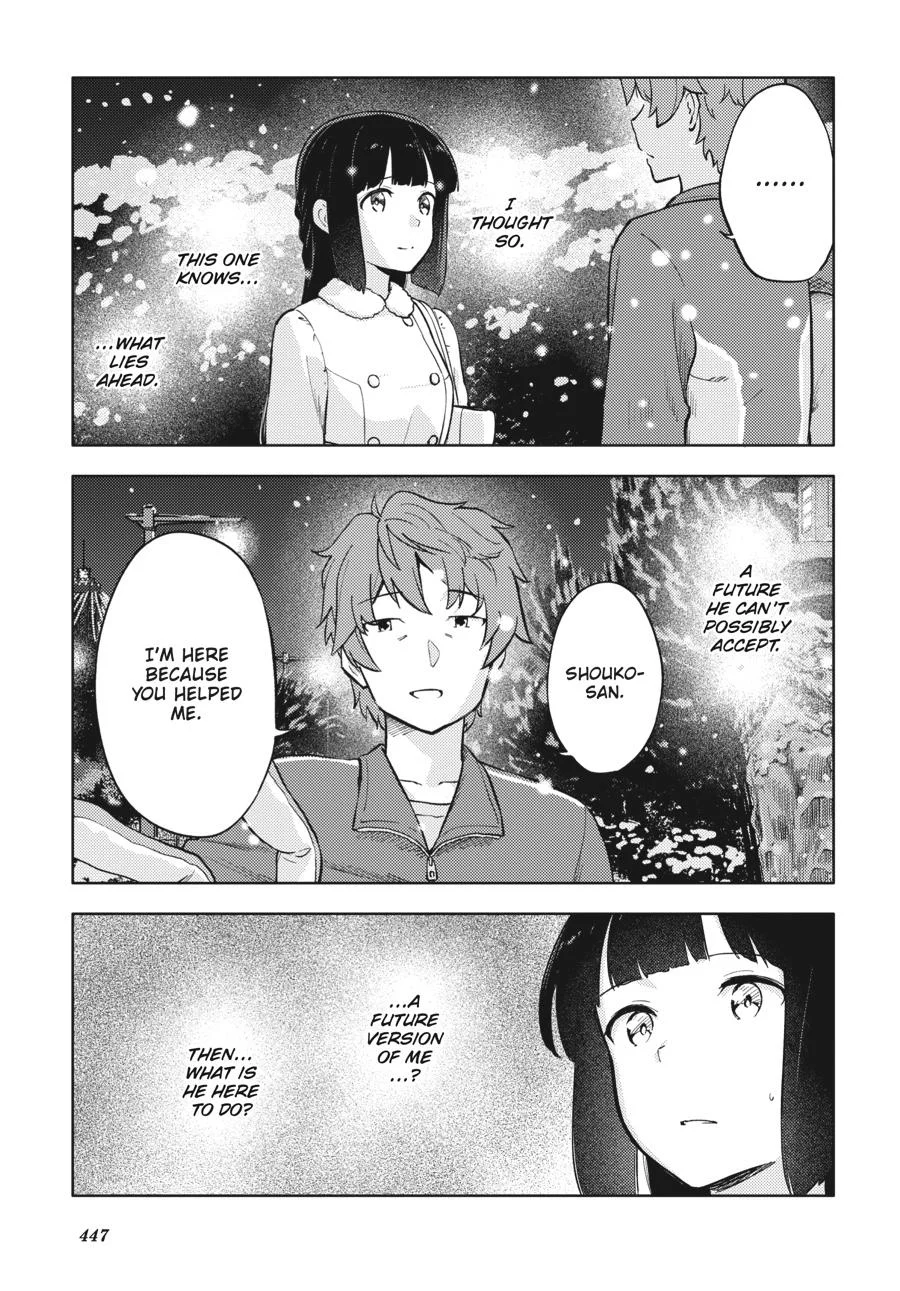 ......
I
THOUGHT
SO.
THIS ONE
KNOWS...
...WHAT
LIES
AHEAD.
A
FUTURE
HE CAN'T
POSSIBLY
ACCEPT.
SHOUKO-
SAN.
I'M HERE
BECAUSE
YOU HELPED
ME.
...A
FUTURE
VERSION
OF ME
...?
THEN...
WHAT IS
HE HERE
TO DO?
447